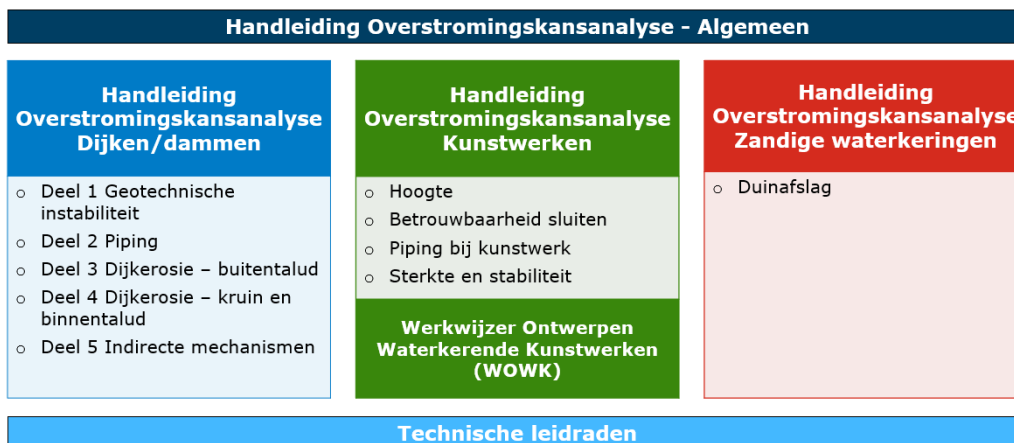 Handleiding Overstromingskansanalyse - Algemeen
Handleiding
Overstromingskansanalyse
Dijken/dammen
o Deel 1 Geotechnische
instabiliteit
o Deel 2 Piping
o Deel 3 Dijkerosie – buitentalud
o Deel 4 Dijkerosie – kruin en
binnentalud
o Deel 5 Indirecte mechanismen
Handleiding
Overstromingskansanalyse
Kunstwerken
o Hoogte
o Betrouwbaarheid sluiten
o Piping bij kunstwerk
o Sterkte en stabiliteit
Werkwijzer Ontwerpen
Waterkerende Kunstwerken
(WOWK)
Handleiding
Overstromingskansanalyse
Zandige waterkeringen
o Duinafslag
Technische leidraden